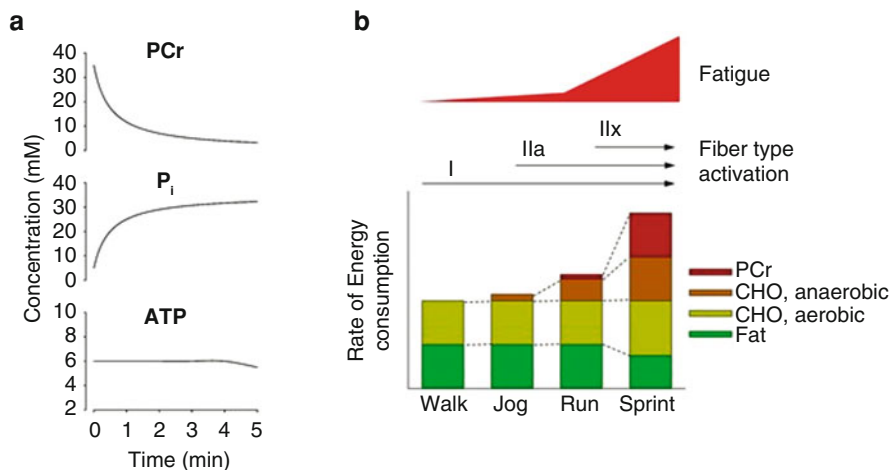 a
PCr
40
30
20
10
0
P_i
40
30
20
10
0
ATP
10
8
6
4
2
Concentration (mM)
0 1 2 3 4 5
Time (min)
b
Fatigue
IIx
IIa
I
Fiber type
activation
Rate of Energy
consumption
PCr
CHO, anaerobic
CHO, aerobic
Fat
Walk Jog Run Sprint